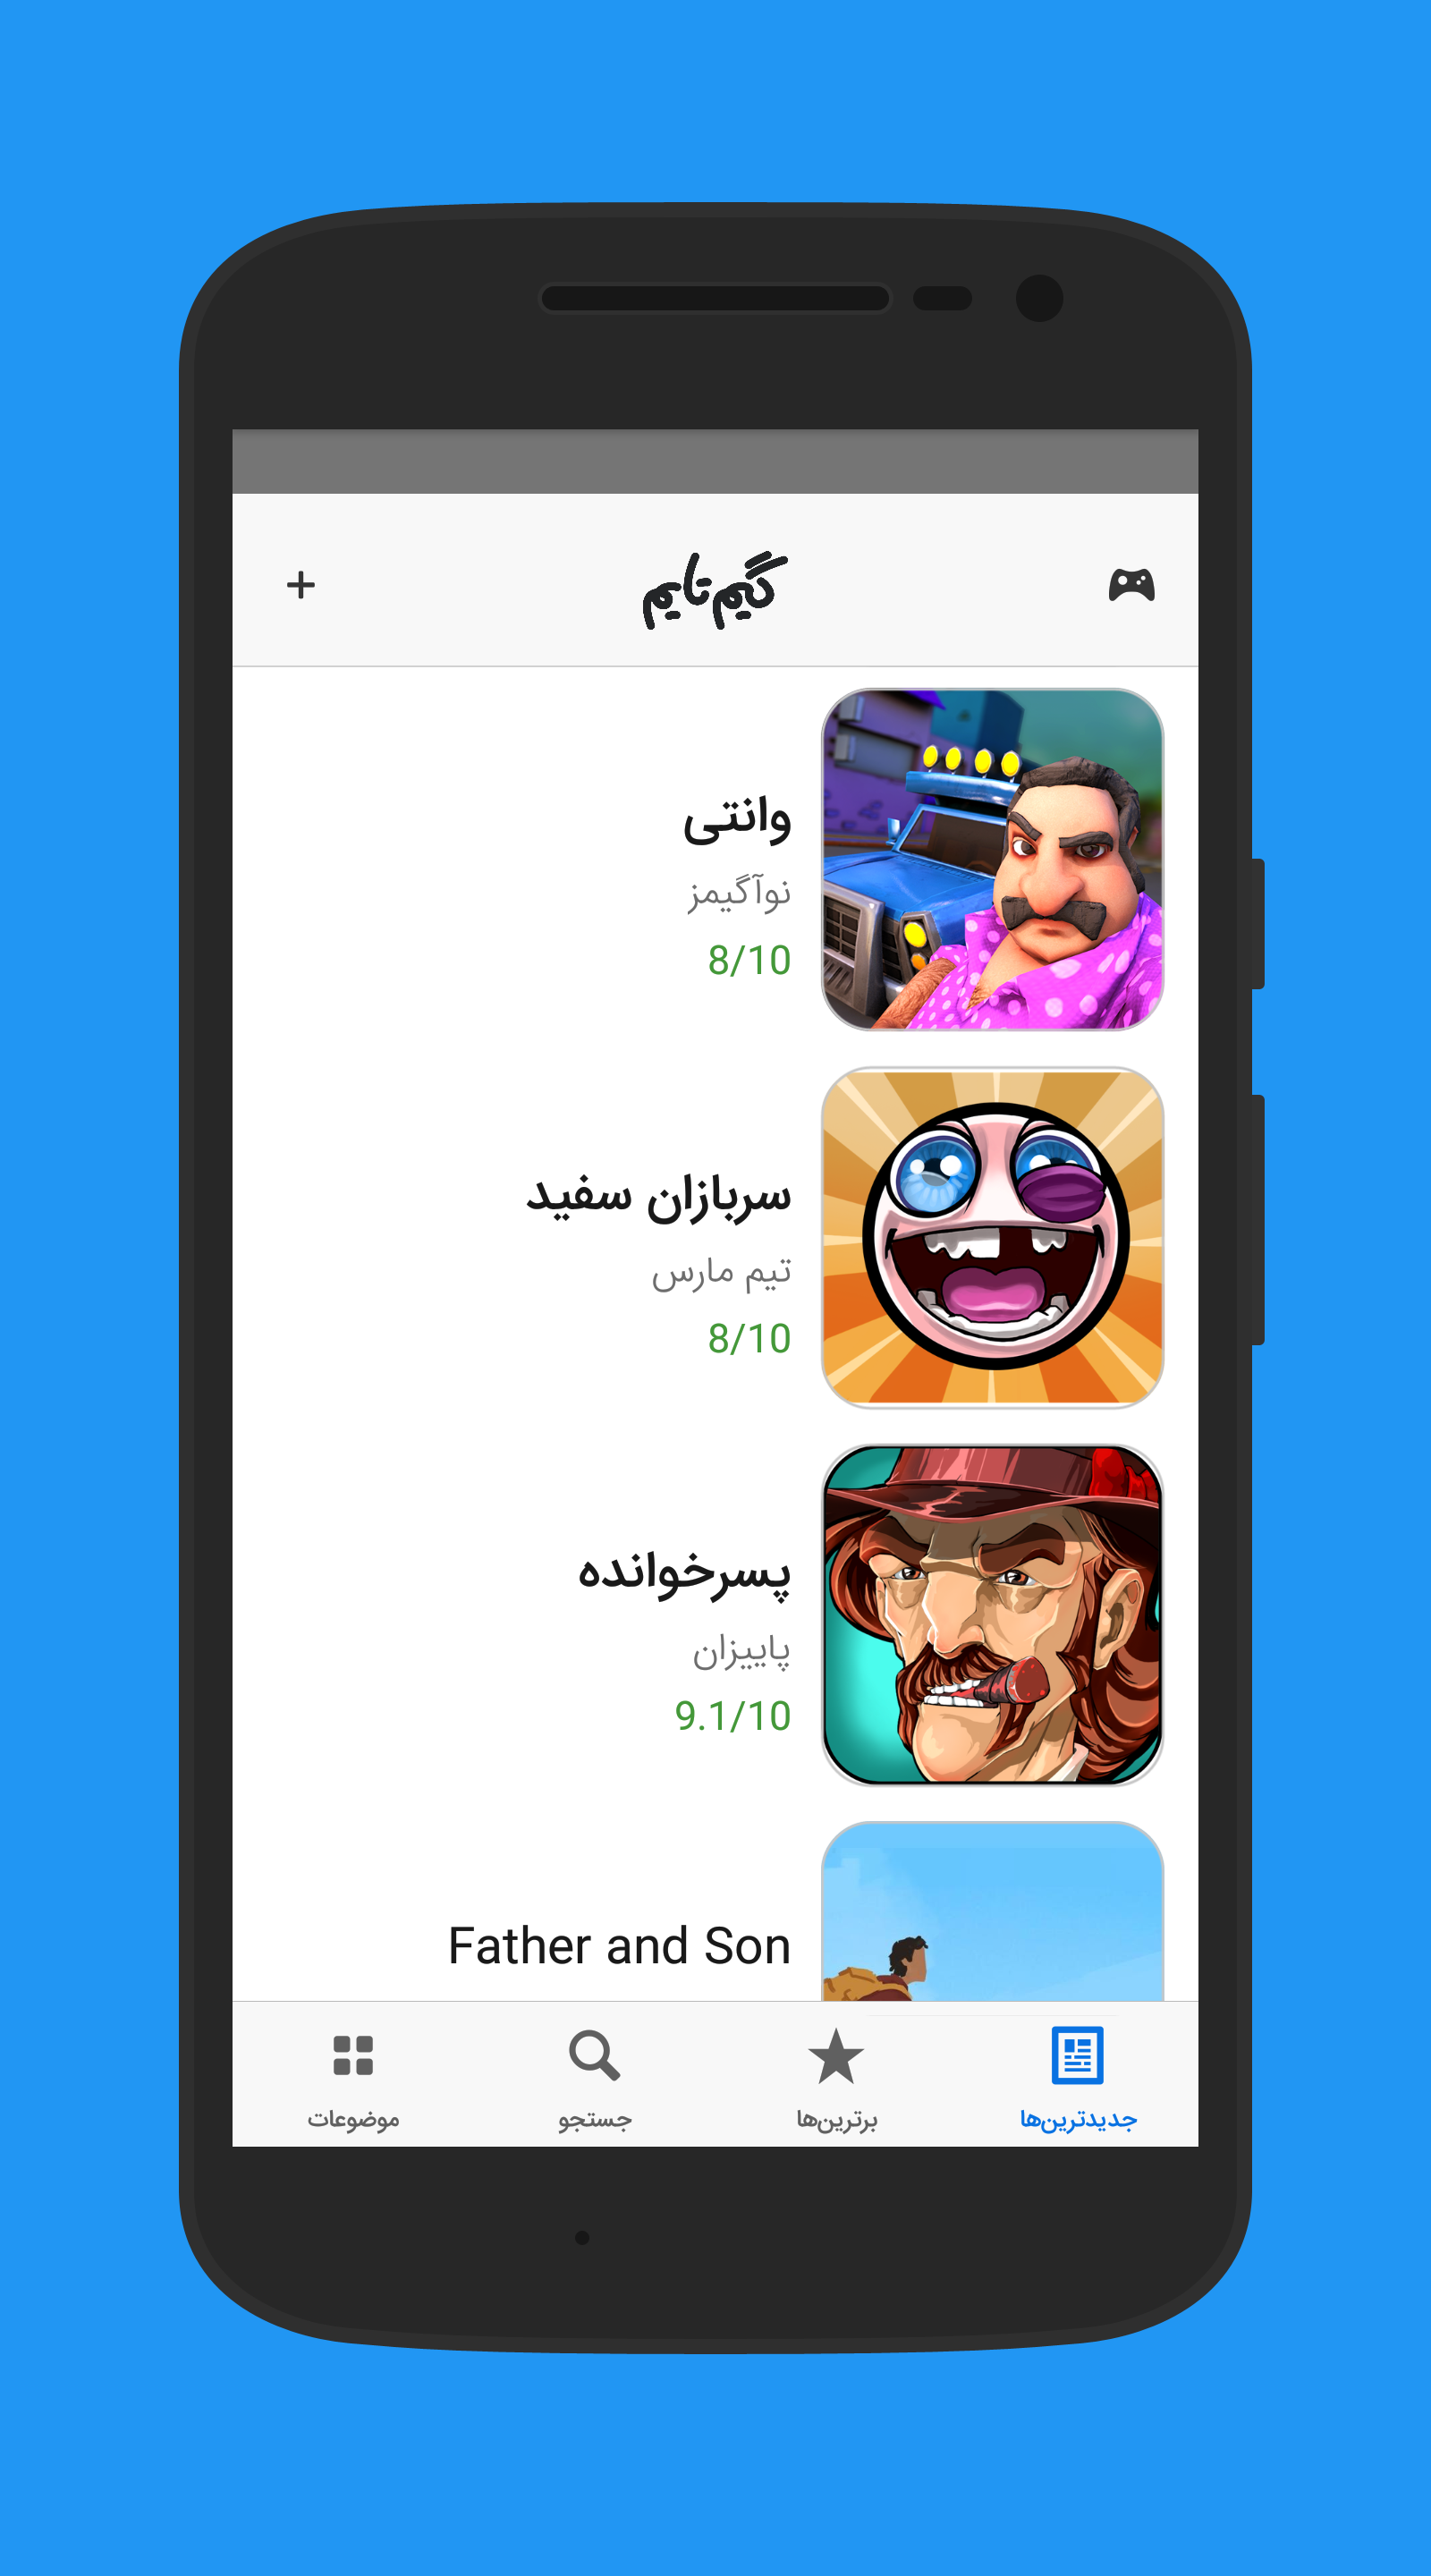 گیم‌تایم
وانتی
نوآگیمز
8/10
سربازان سفید
تیم مارس
8/10
پسرخوانده
پاییزان
9.1/10
Father and Son
جدیدترین‌ها
برترین‌ها
جستجو
موضوعات